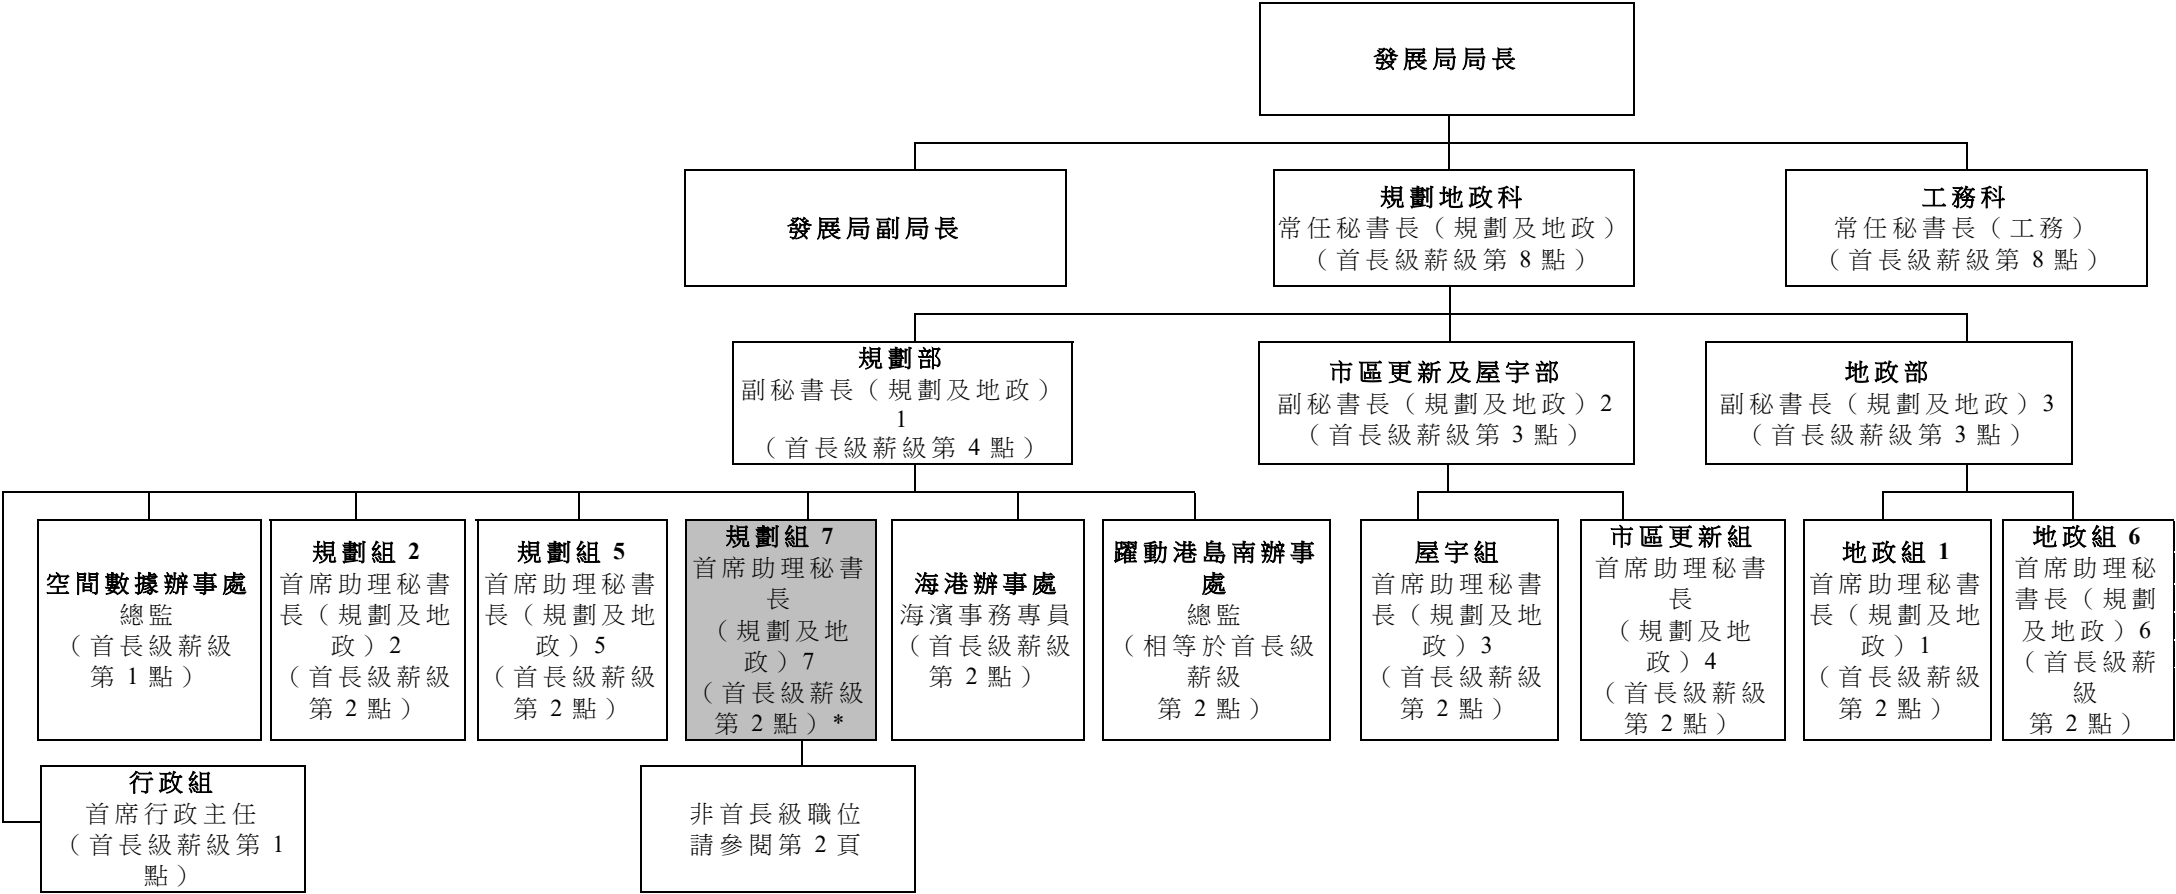 發展局局長
發展局副局長
規劃地政科
常任秘書長（規劃及地政）
（首長級薪級第 8 點）
工務科
常任秘書長（工務）
（首長級薪級第 8 點）
規劃部
副秘書長（規劃及地政）
1
（首長級薪級第 4 點）
市區更新及屋宇部
副秘書長（規劃及地政）2
（首長級薪級第 3 點）
地政部
副秘書長（規劃及地政）3
（首長級薪級第 3 點）
空間數據辦事處
總監
（首長級薪級
第 1 點）
規劃組 2
首席助理秘書
長（規劃及地
政）2
（首長級薪級
第 2 點）
規劃組 5
首席助理秘書
長（規劃及地
政）5
（首長級薪級
第 2 點）
規劃組 7
首席助理秘書
長
（規劃及地
政）7
（首長級薪級
第 2 點）*
海港辦事處
海濱事務專員
（首長級薪級
第 2 點）
躍動港島南辦事
處
總監
（相等於首長級
薪級
第 2 點）
屋宇組
首席助理秘書
長（規劃及地
政）3
（首長級薪級
第 2 點）
市區更新組
首席助理秘書
長
（規劃及地
政）4
（首長級薪級
第 2 點）
地政組 1
首席助理秘書
長（規劃及地
政）1
（首長級薪級
第 2 點）
地政組 6
首席助理秘
書長（規劃
及地政）6
（首長級薪
級
第 2 點）
行政組
首席行政主任
（首長級薪級第 1
點）
非首長級職位
請參閱第 2 頁